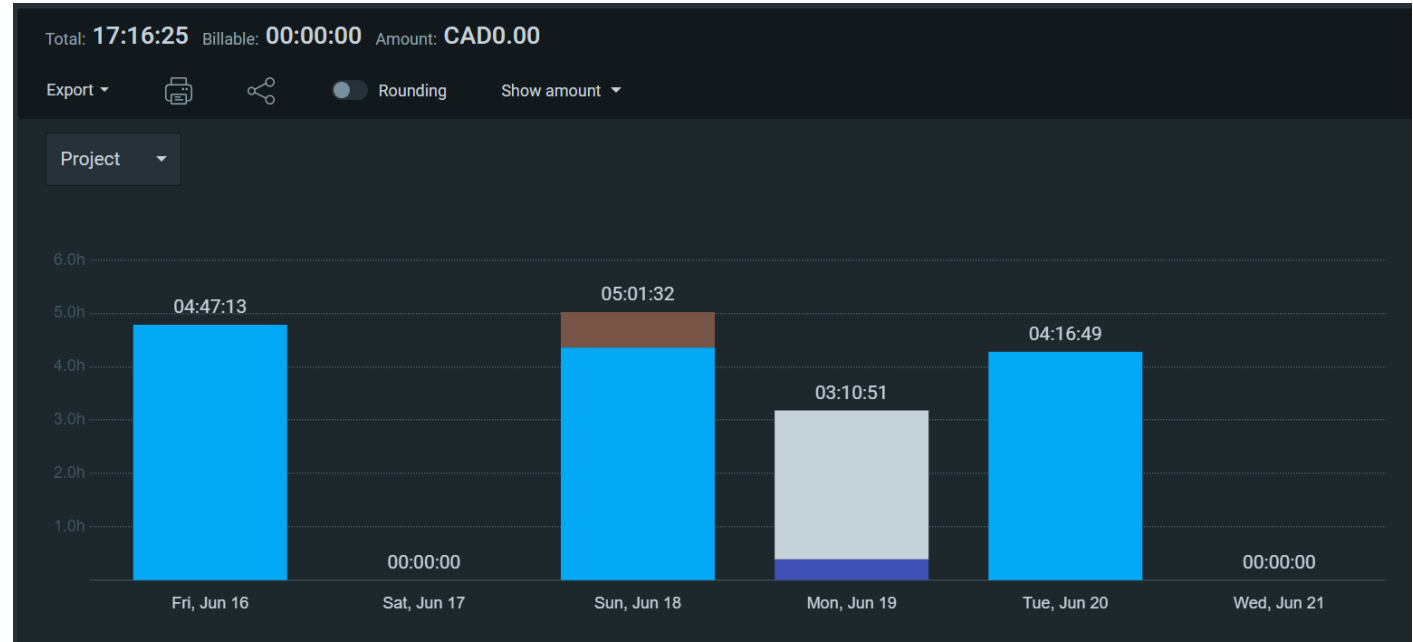 Total: 17:16:25 Billable: 00:00:00 Amount: CAD0.00
Export Rounding Show amount
Project
6.0h
5.0h
4.0h
3.0h
2.0h
1.0h
04:47:13
00:00:00
05:01:32
03:10:51
04:16:49
00:00:00
Fri, Jun 16 Sat, Jun 17 Sun, Jun 18 Mon, Jun 19 Tue, Jun 20 Wed, Jun 21